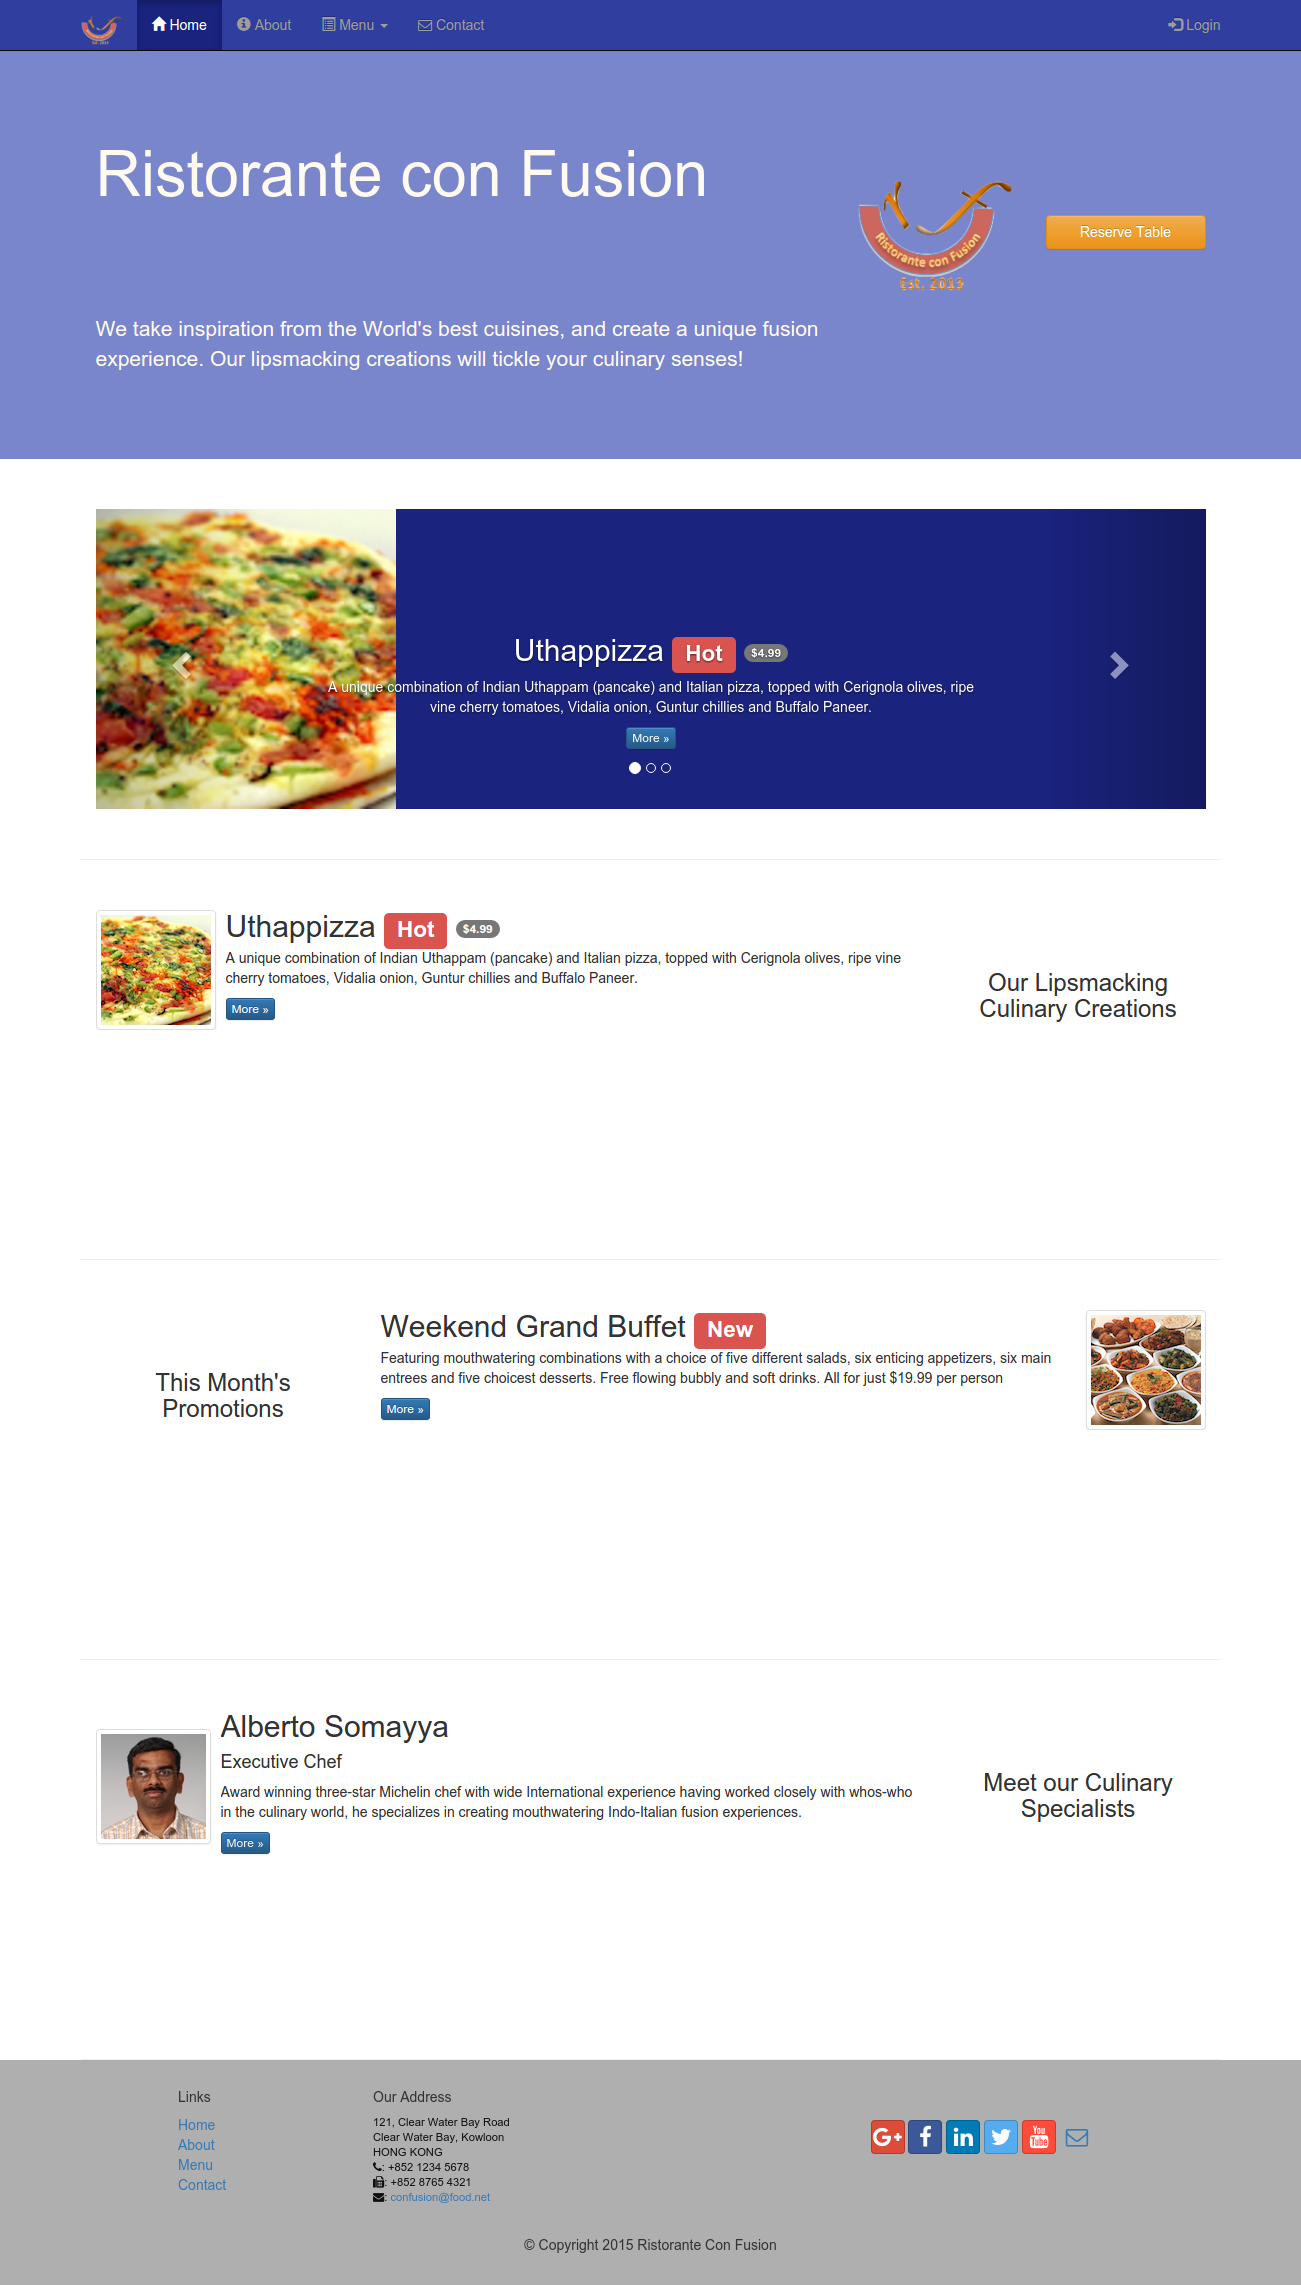 Home
About
Menu
Contact
Login
Ristorante con Fusion
Ristorante con Fusion
Est. 2013
Reserve Table
We take inspiration from the World's best cuisines, and create a unique fusion
experience. Our lipsmacking creations will tickle your culinary senses!
Uthappizza Hot $4.99
A unique combination of Indian Uthappam (pancake) and Italian pizza, topped with Cerignola olives, ripe
vine cherry tomatoes, Vidalia onion, Guntur chillies and Buffalo Paneer.
More »
Uthappizza Hot $4.99
A unique combination of Indian Uthappam (pancake) and Italian pizza, topped with Cerignola olives, ripe vine
cherry tomatoes, Vidalia onion, Guntur chillies and Buffalo Paneer.
More »
Our Lipsmacking
Culinary Creations
This Month's
Promotions
Weekend Grand Buffet New
Featuring mouthwatering combinations with a choice of five different salads, six enticing appetizers, six main
entrees and five choicest desserts. Free flowing bubbly and soft drinks. All for just $19.99 per person
More »
Alberto Somayya
Executive Chef
Award winning three-star Michelin chef with wide International experience having worked closely with whos-who
in the culinary world, he specializes in creating mouthwatering Indo-Italian fusion experiences.
More »
Meet our Culinary
Specialists
Links
Home
About
Menu
Contact
Our Address
121, Clear Water Bay Road
Clear Water Bay, Kowloon
HONG KONG
: +852 1234 5678
: +852 8765 4321
: confusion@food.net
You
Tube
© Copyright 2015 Ristorante Con Fusion